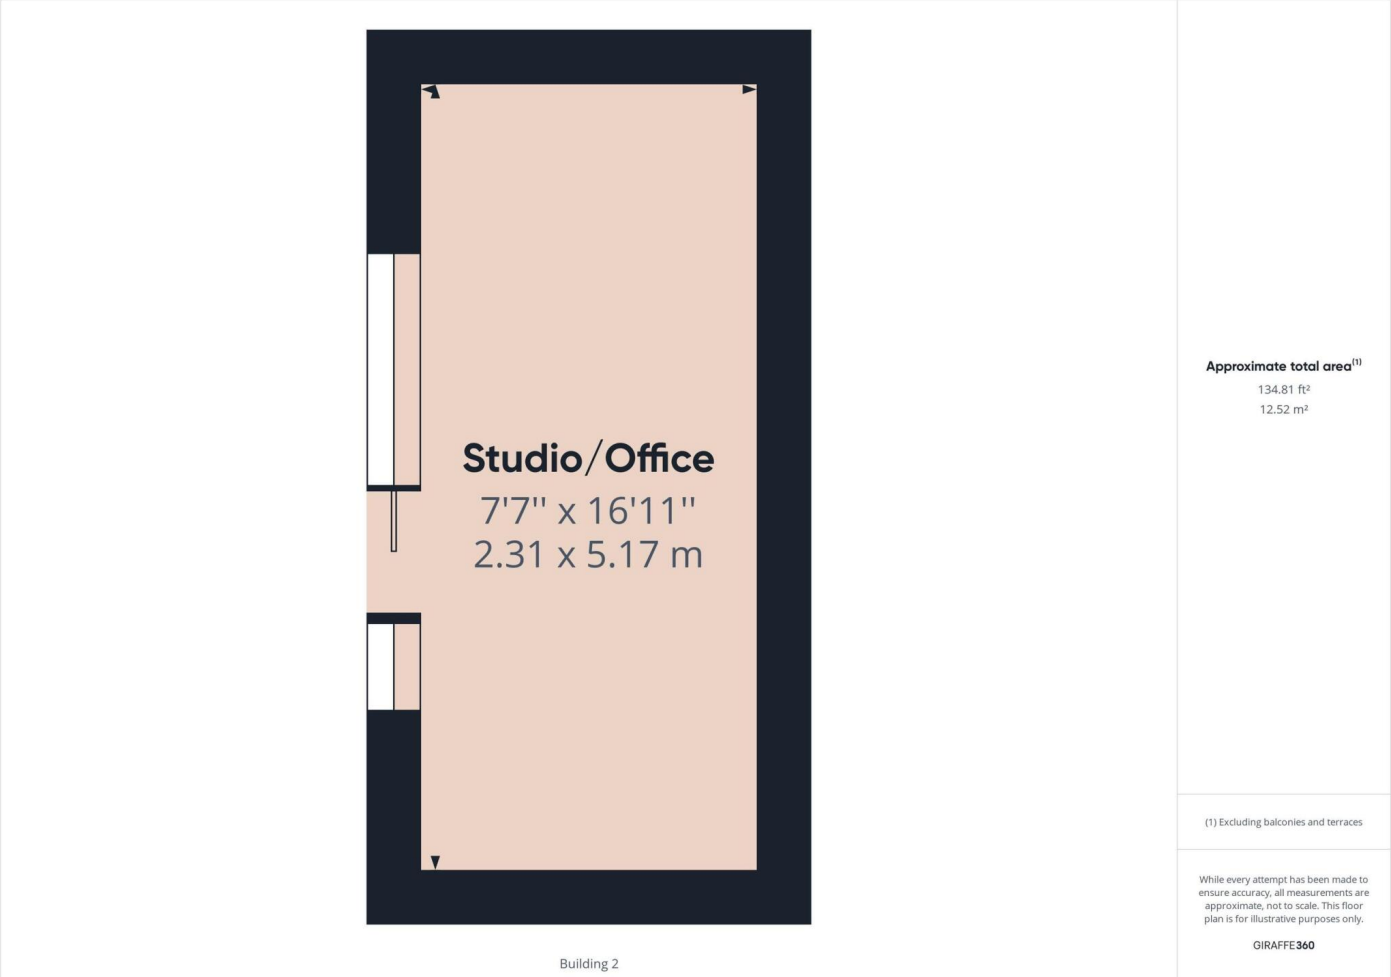 Studio/Office
7'7'' x 16'11''
2.31 x 5.17 m
Building 2
Approximate total area(1)
134.81 ft²
12.52 m²
(1) Excluding balconies and terraces
While every attempt has been made to
ensure accuracy, all measurements are
approximate, not to scale. This floor
plan is for illustrative purposes only.
GIRAFFE360